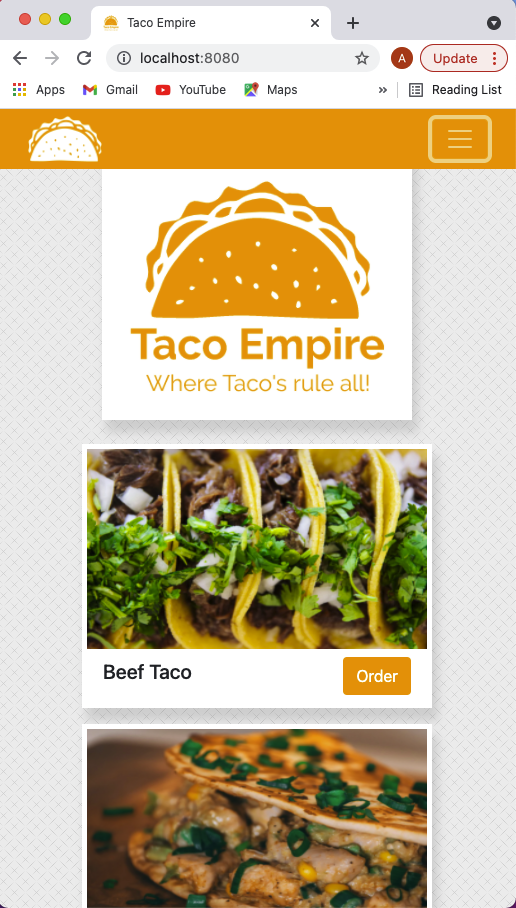 Taco Empire
localhost:8080
A
Update
Apps
Gmail
YouTube
Maps
»
Reading List
Taco Empire
Where Taco's rule all!
Beef Taco
Order